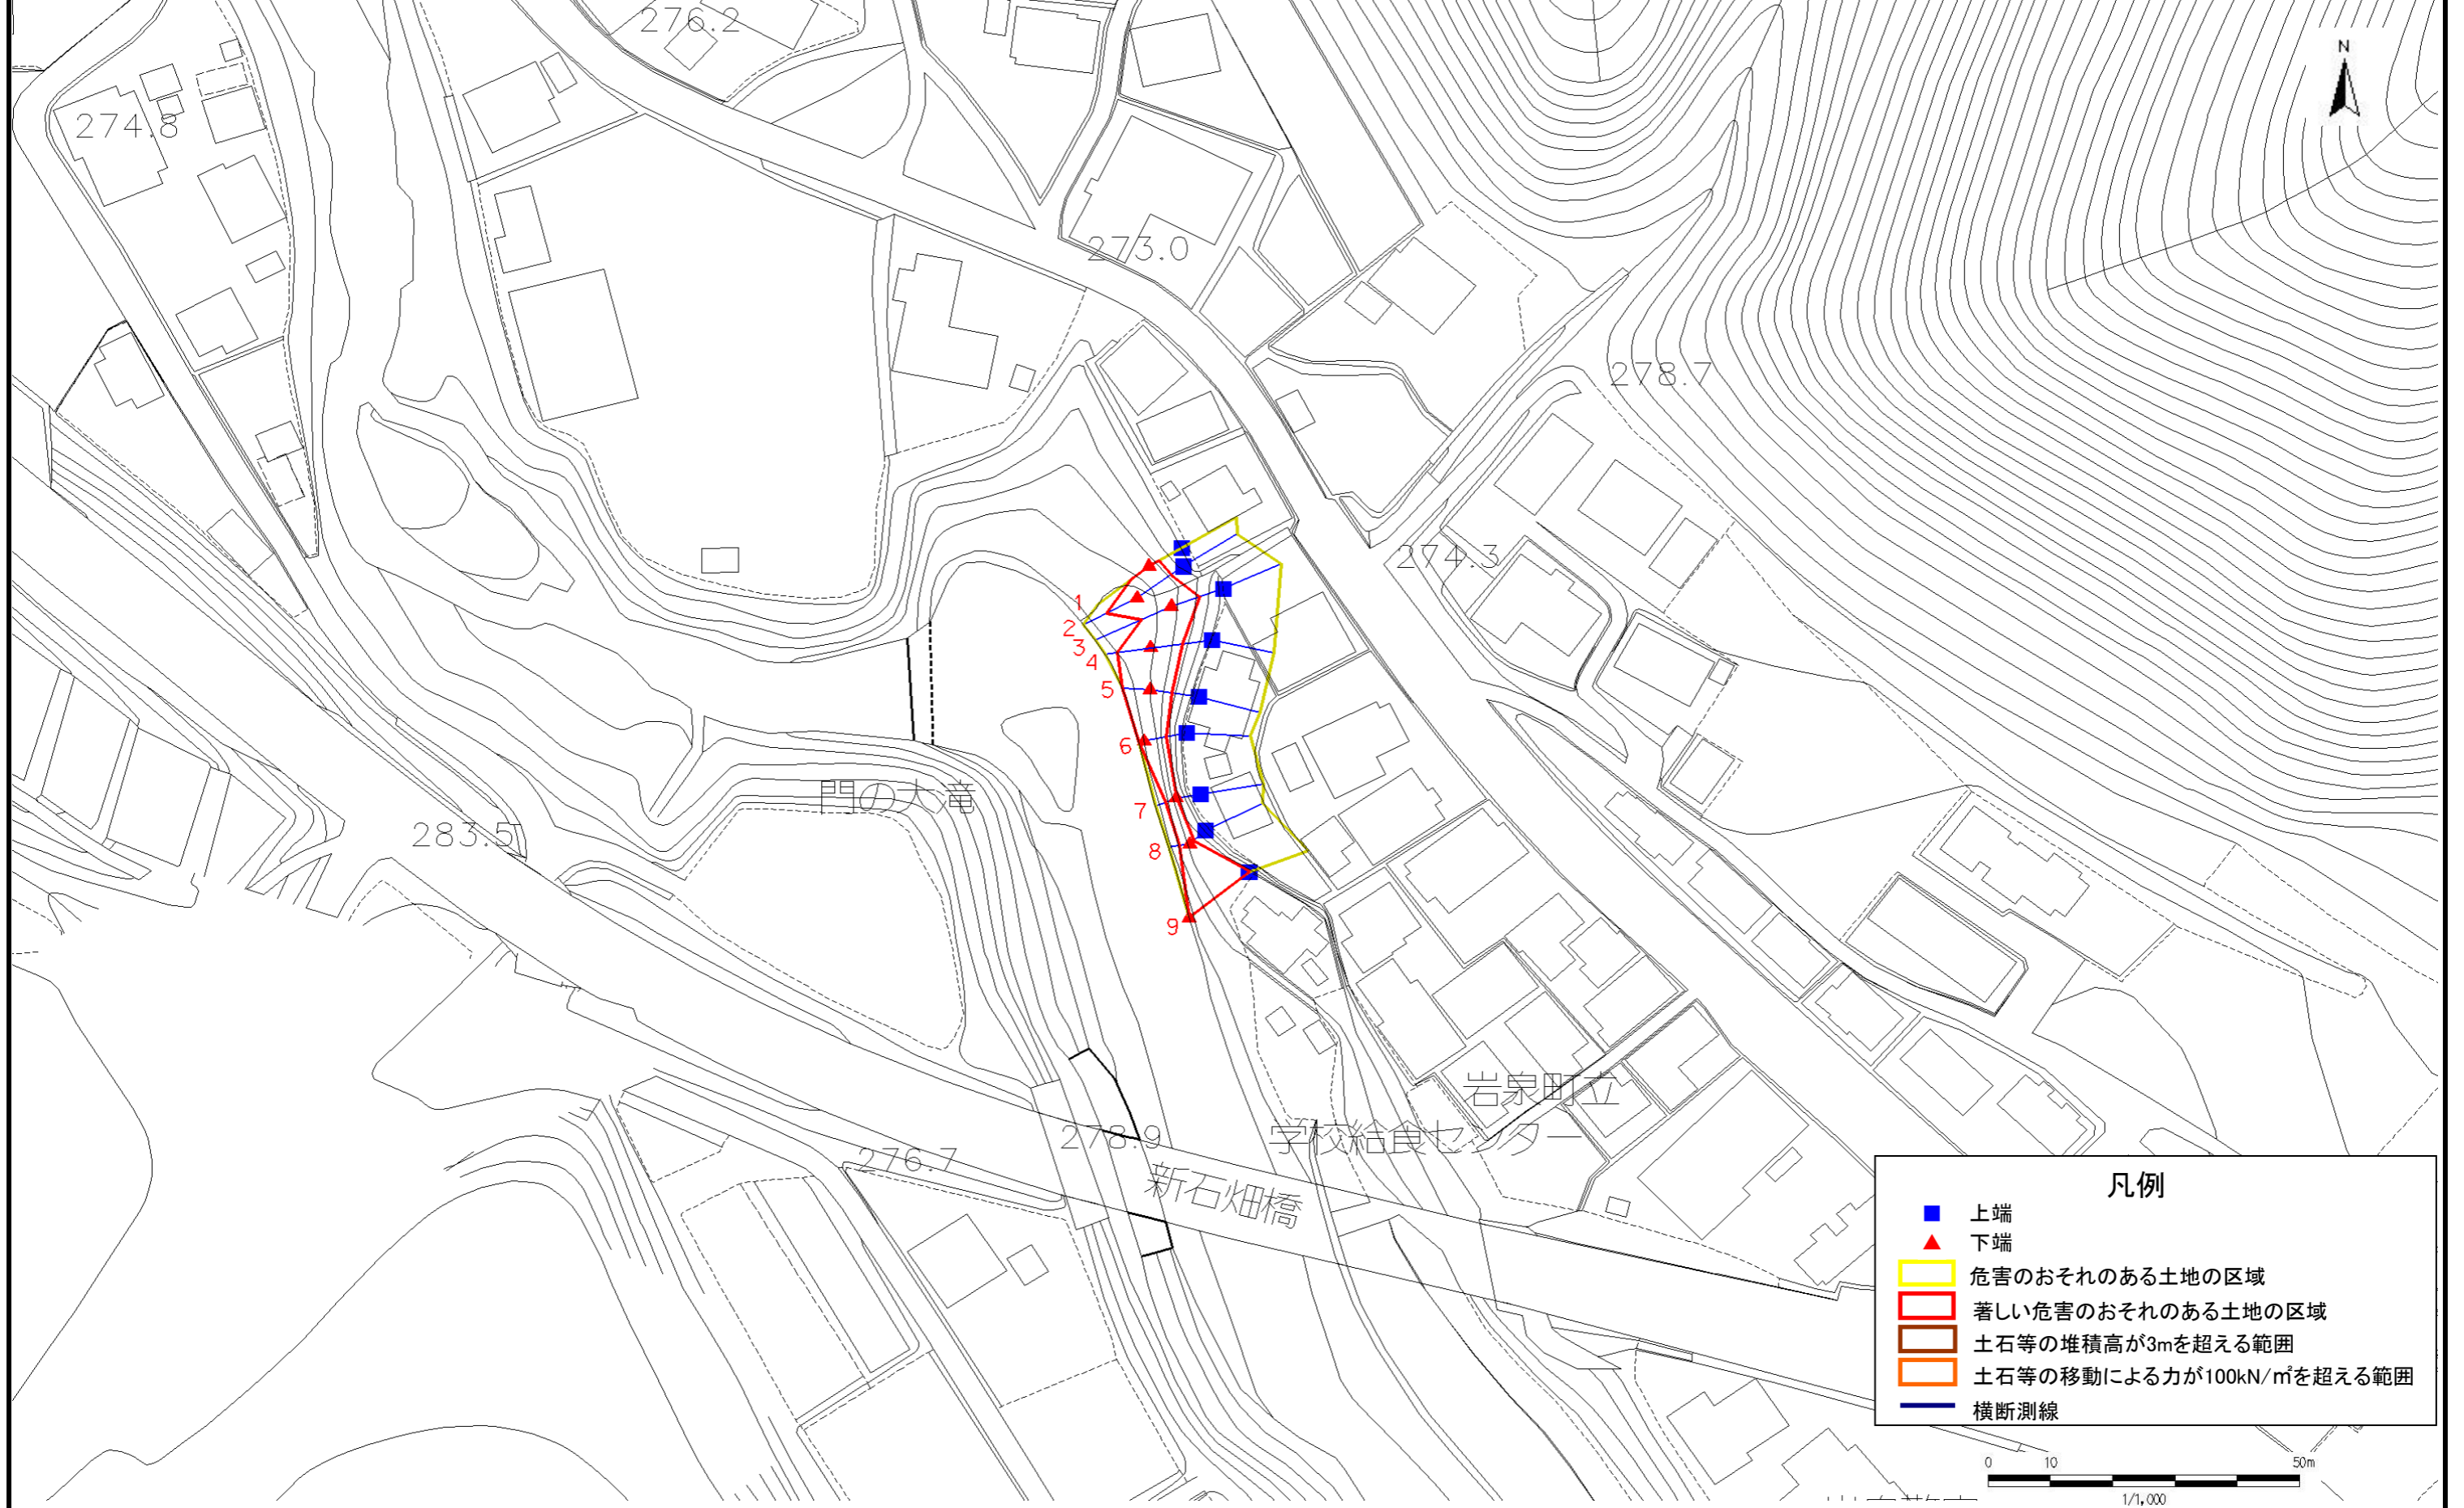 276.2
N
274.8
273.0
278.7
274.3
1
2
3
4
5
6
7
8
9
門の大滝
283.5
岩泉町立
学校給食センター
278.9
276.7
新石畑橋
凡例
上端
下端
危害のおそれのある土地の区域
著しい危害のおそれのある土地の区域
土石等の堆積高が3mを超える範囲
土石等の移動による力が100kN/㎡を超える範囲
横断測線
0 10 50m
1/1,000